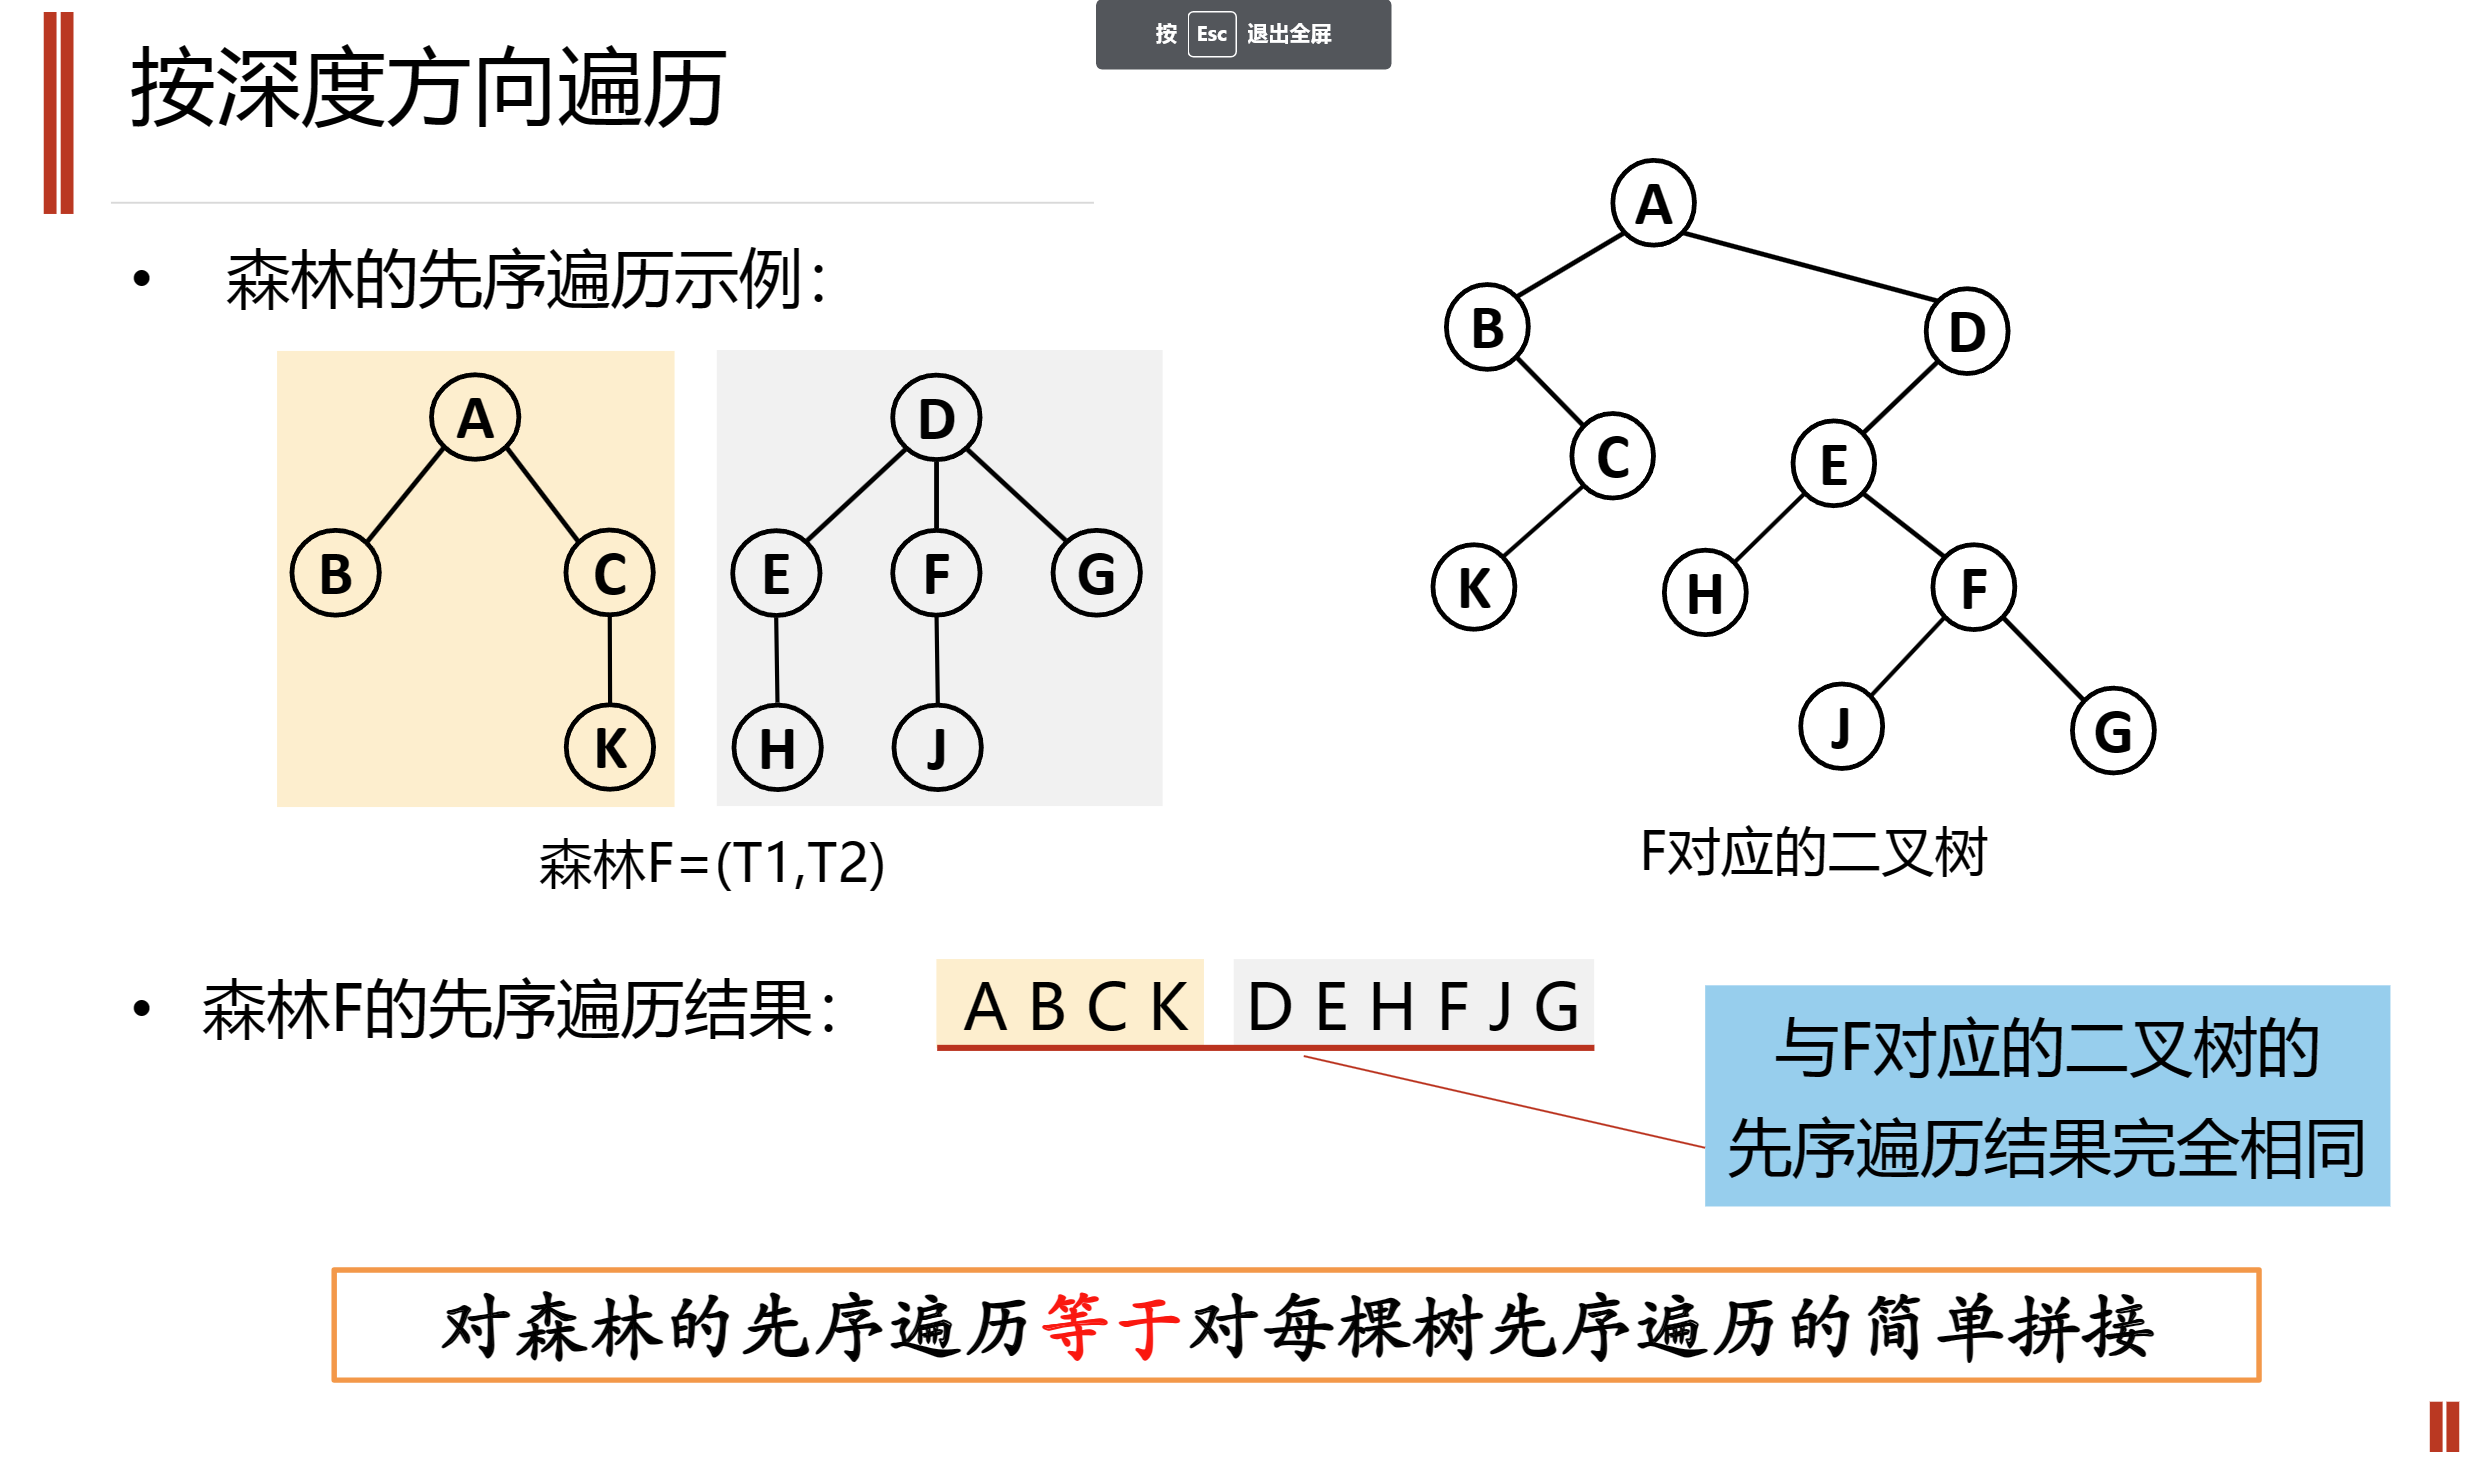 按 Esc 退出全屏
按深度方向遍历
• 森林的先序遍历示例：
A
B C
K
D
E F G
H J
森林F=(T1,T2)
A
B D
C E
K H F
J G
F对应的二叉树
• 森林F的先序遍历结果： A B C K D E H F J G
与F对应的二叉树的
先序遍历结果完全相同
对森林的先序遍历等于对每棵树先序遍历的简单拼接